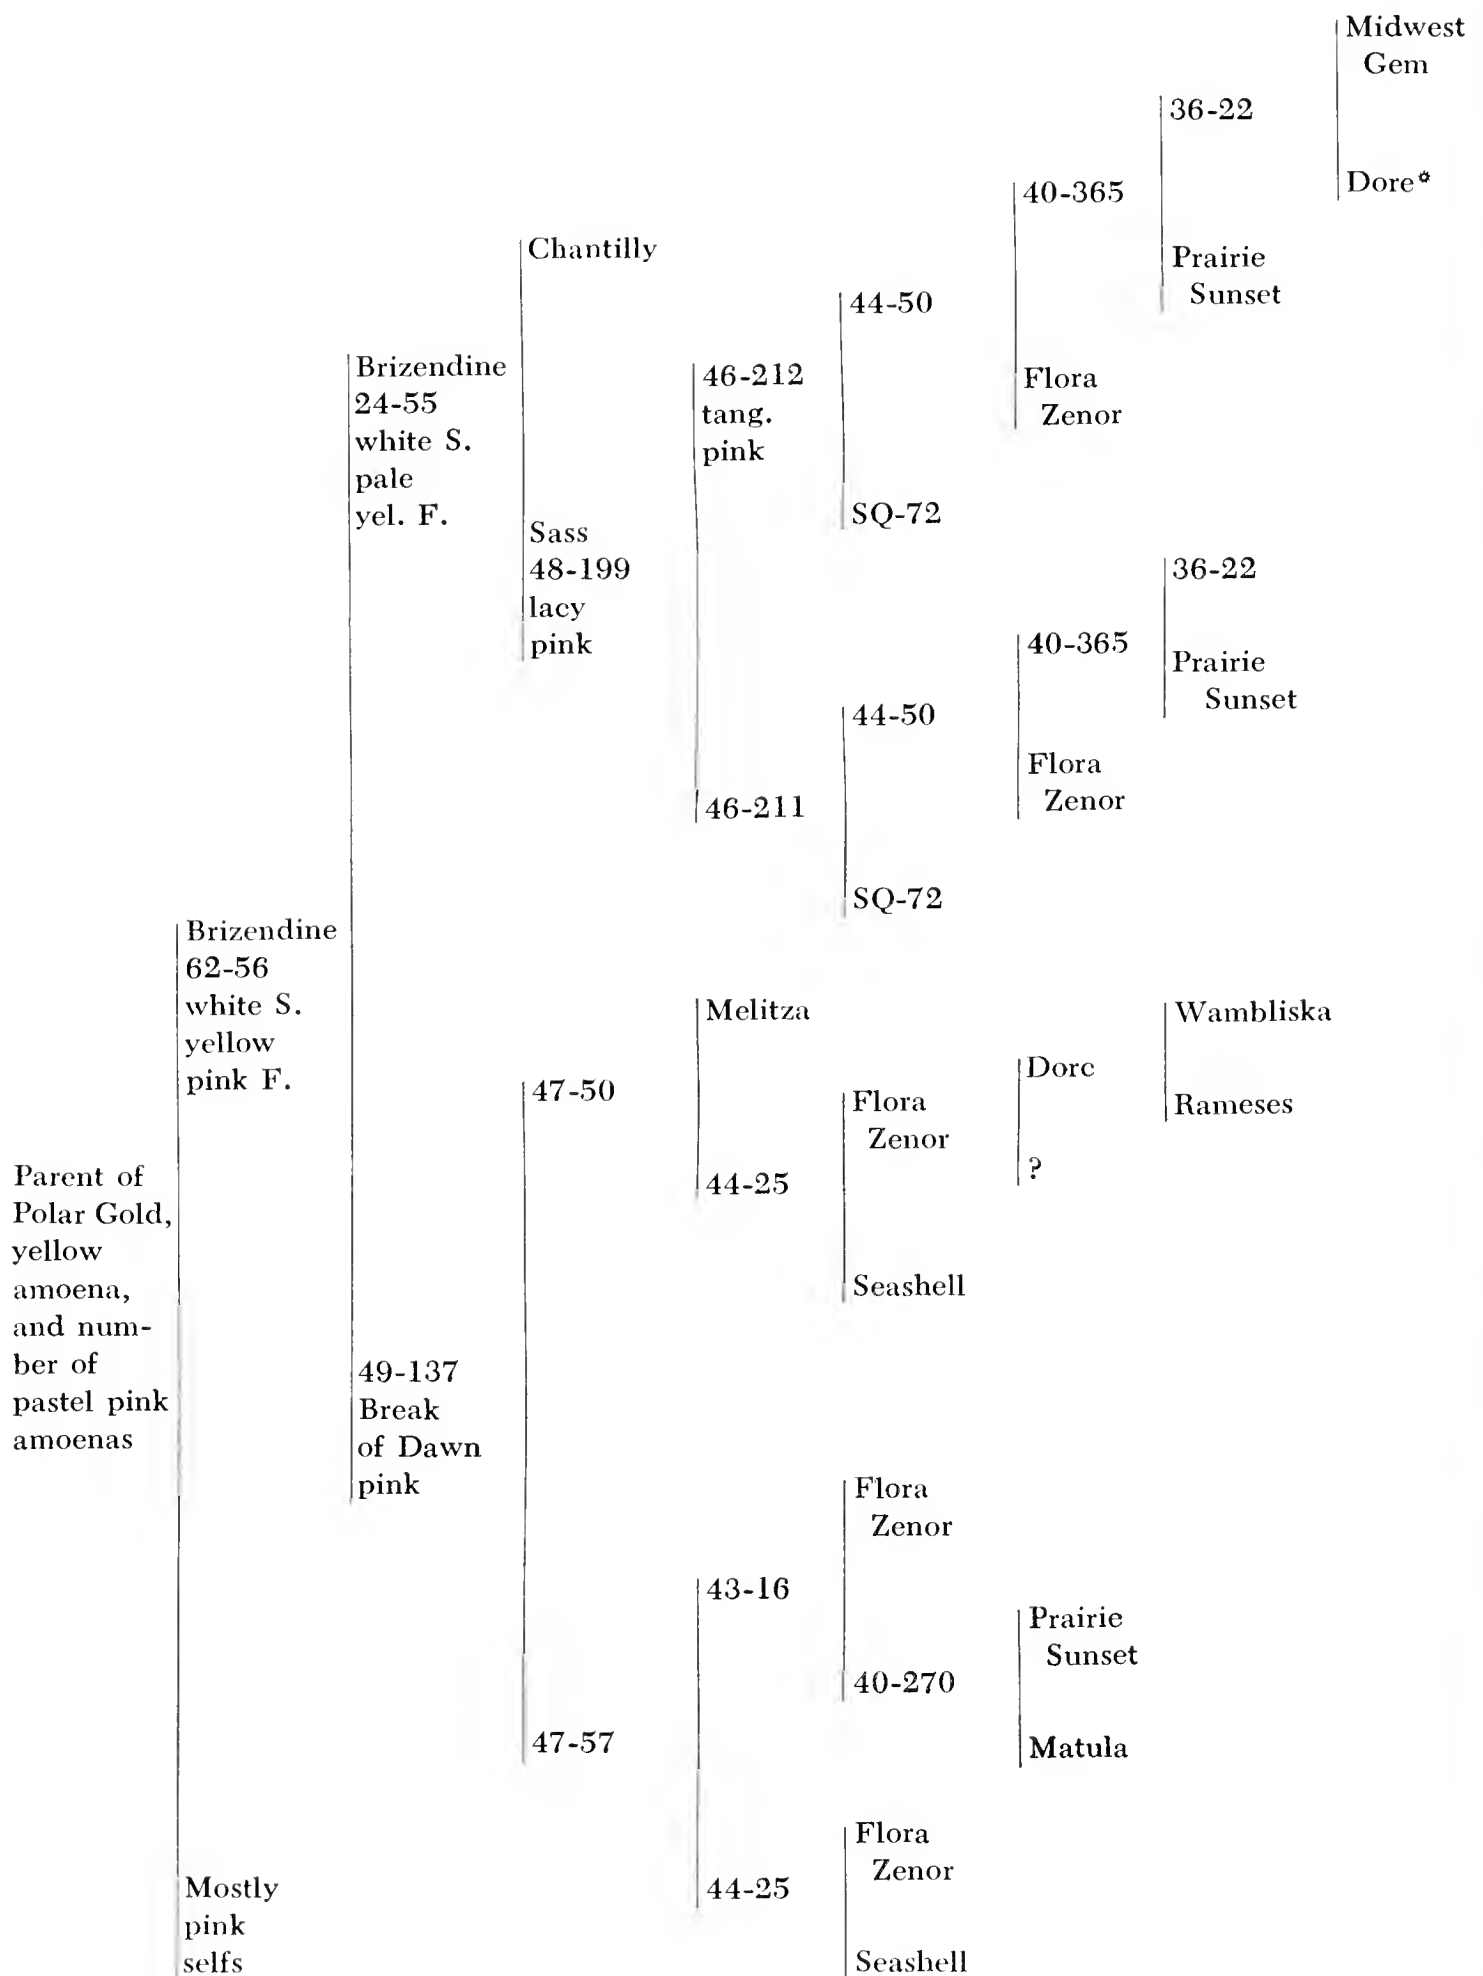 Midwest
Gem
36-22
Dore*
40-365
Prairie
Sunset
Chantilly
44-50
Flora
Zenor
Brizendine
24-55
white S.
pale
yel. F.
46-212
tang.
pink
SQ-72
Sass
48-199
lacy
pink
36-22
40-365
Prairie
Sunset
44-50
Flora
Zenor
46-211
SQ-72
Brizendine
62-56
white S.
yellow
pink F.
Melitza
Wambliska
Dorc
Rameses
47-50
Flora
Zenor
?
44-25
Seashell
Parent of
Polar Gold,
yellow
amoena,
and num-
ber of
pastel pink
amoenas
49-137
Break
of Dawn
pink
Flora
Zenor
43-16
Prairie
Sunset
40-270
47-57
Matula
Flora
Zenor
44-25
Seashell
Mostly
pink
selfs